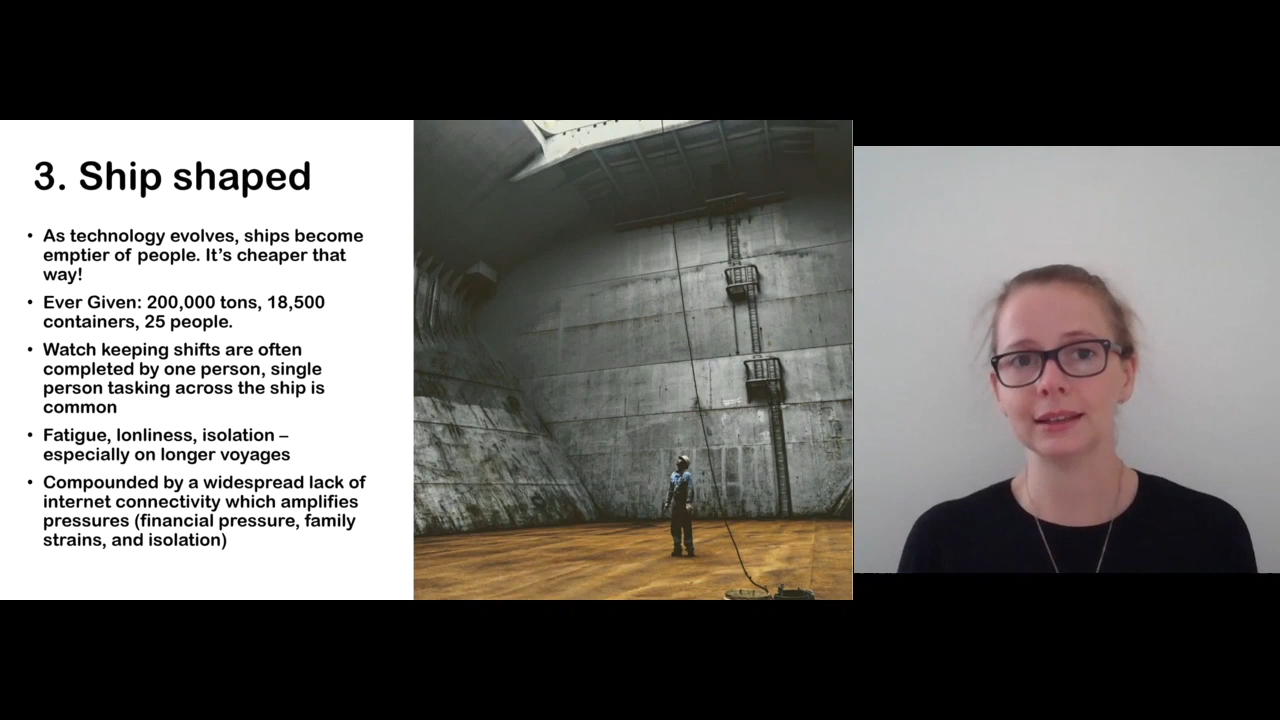 3. Ship shaped
• As technology evolves, ships become
emptier of people. It's cheaper that
way!
• Ever Given: 200,000 tons, 18,500
containers, 25 people.
• Watch keeping shifts are often
completed by one person, single
person tasking across the ship is
common
• Fatigue, lonliness, isolation –
especially on longer voyages
• Compounded by a widespread lack of
internet connectivity which amplifies
pressures (financial pressure, family
strains, and isolation)